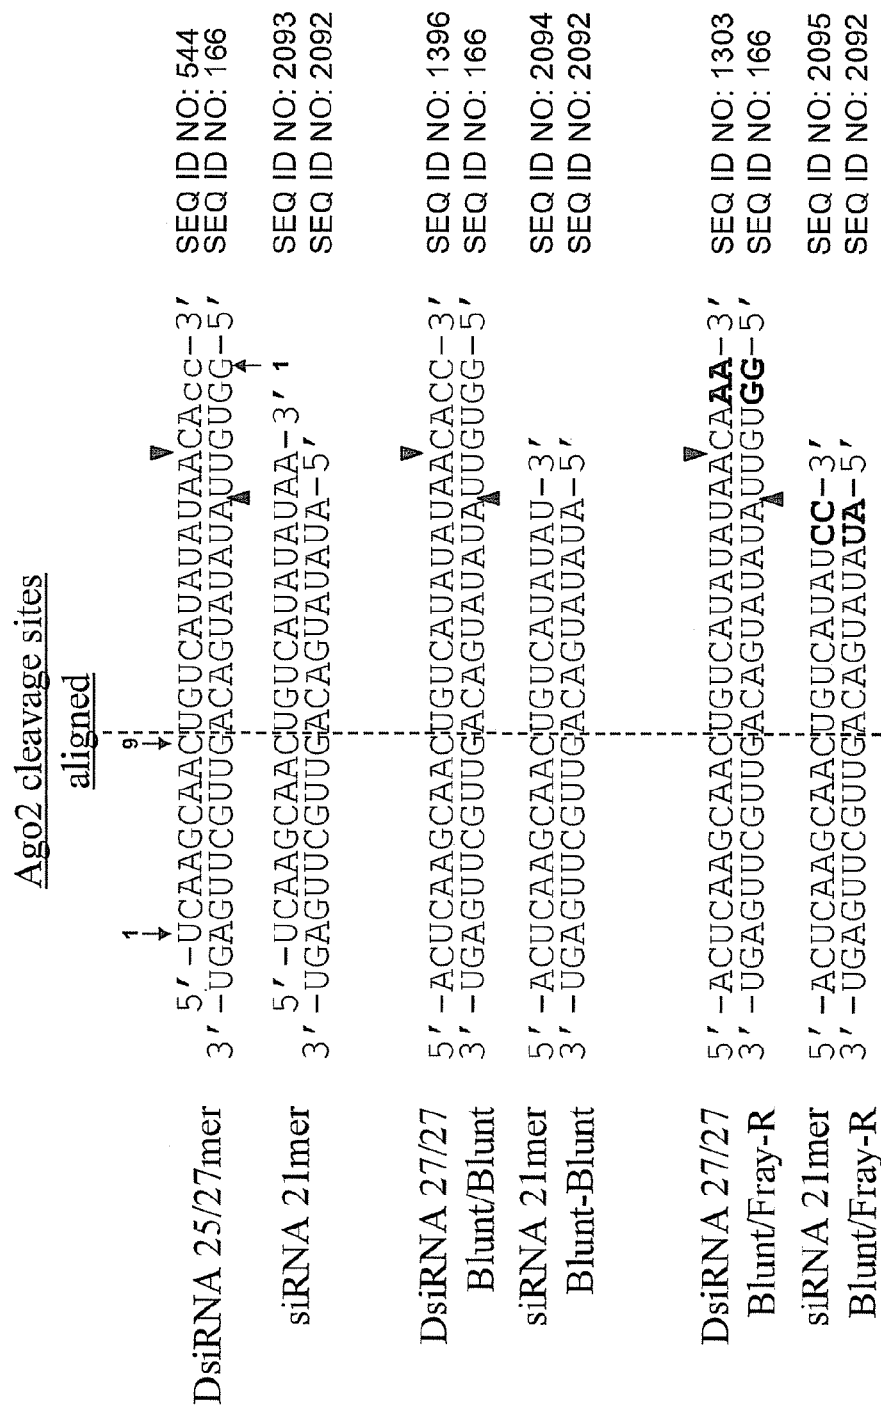 Ago2 cleavage sites
aligned
1 9
DsiRNA 25/27mer 5′-UCAAGCAACUGUCAUAUAUAACAcc-3′ SEQ ID NO: 544
3′-UGAGUUCGUUGACAGUAUAUAUUGUGG-5′ SEQ ID NO: 166
1
siRNA 21mer 5′-UCAAGCAACUGUCAUAUAUAA-3′ SEQ ID NO: 2093
3′-UGAGUUCGUUGACAGUAUAUA-5′ SEQ ID NO: 2092
DsiRNA 27/27 5′-ACUCAAGCAACUGUCAUAUAUAACACC-3′ SEQ ID NO: 1396
Blunt/Blunt 3′-UGAGUUCGUUGACAGUAUAUAUUGUGG-5′ SEQ ID NO: 166
siRNA 21mer 5′-ACUCAAGCAACUGUCAUAUAU-3′ SEQ ID NO: 2094
Blunt-Blunt 3′-UGAGUUCGUUGACAGUAUAUA-5′ SEQ ID NO: 2092
DsiRNA 27/27 5′-ACUCAAGCAACUGUCAUAUAUAACAAA-3′ SEQ ID NO: 1303
Blunt/Fray-R 3′-UGAGUUCGUUGACAGUAUAUAUUGUGG-5′ SEQ ID NO: 166
siRNA 21mer 5′-ACUCAAGCAACUGUCAUAUCC-3′ SEQ ID NO: 2095
Blunt/Fray-R 3′-UGAGUUCGUUGACAGUAUAUA-5′ SEQ ID NO: 2092